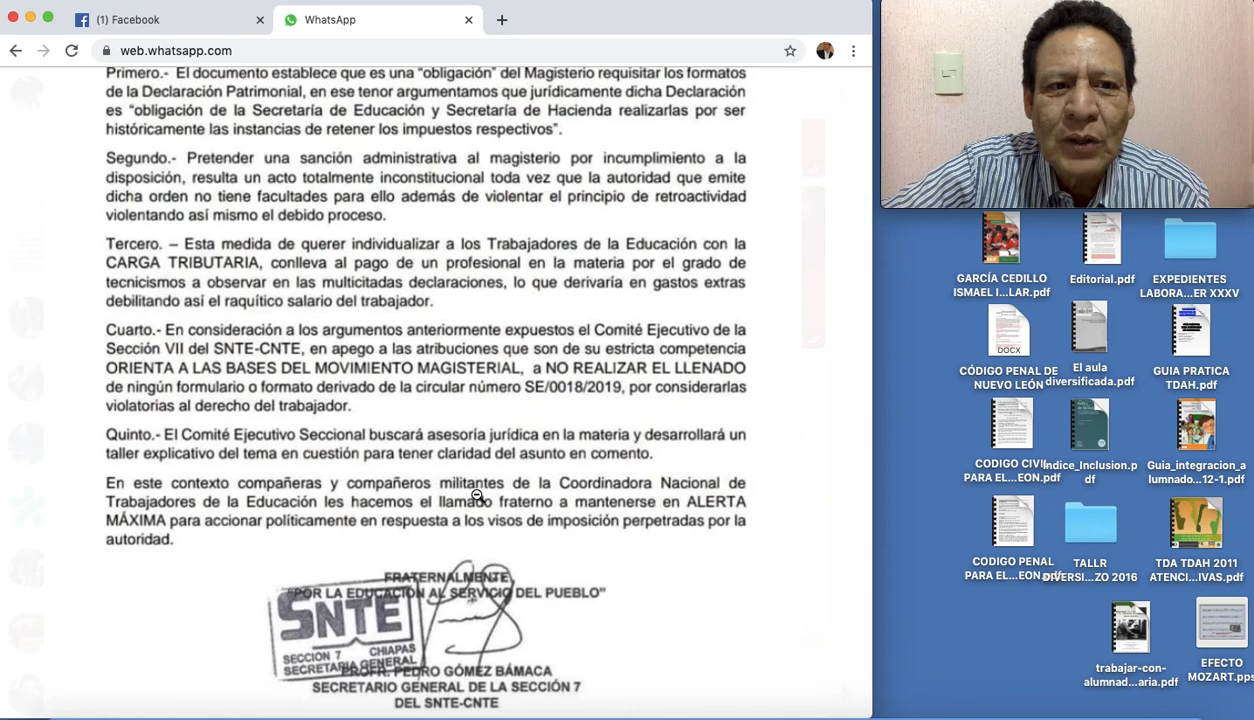 (1) Facebook
WhatsApp
web.whatsapp.com
Primero.- El documento establece que es una “obligación” del Magisterio requisitar los formatos
de la Declaración Patrimonial, en ese tenor argumentamos que jurídicamente dicha Declaración
es “obligación de la Secretaría de Educación y Secretaría de Hacienda realizarlas por ser
históricamente las instancias de retener los impuestos respectivos”.
Segundo.- Pretender una sanción administrativa al magisterio por incumplimiento a la
disposición, resulta un acto totalmente inconstitucional toda vez que la autoridad que emite
dicha orden no tiene facultades para ello además de violentar el principio de retroactividad
violentando así mismo el debido proceso.
Tercero. – Esta medida de querer individualizar a los Trabajadores de la Educación con la
CARGA TRIBUTARIA, conlleva al pago de un profesional en la materia por el grado de
tecnicismos a observar en las multicitadas declaraciones, lo que derivaría en gastos extras
debilitando así el raquítico salario del trabajador.
Cuarto.- En consideración a los argumentos anteriormente expuestos el Comité Ejecutivo de la
Sección VII del SNTE-CNTE, en apego a las atribuciones que son de su estricta competencia
ORIENTA A LAS BASES DEL MOVIMIENTO MAGISTERIAL, a NO REALIZAR EL LLENADO
de ningún formulario o formato derivado de la circular número SE/0018/2019, por considerarlas
violatorias al derecho del trabajador.
Quinto.- El Comité Ejecutivo Seccional buscará asesoría jurídica en la materia y desarrollará un
taller explicativo del tema en cuestión para tener claridad del asunto en comento.
En este contexto compañeras y compañeros militantes de la Coordinadora Nacional de
Trabajadores de la Educación les hacemos el llamado fraterno a mantenerse en ALERTA
MÁXIMA para accionar políticamente en respuesta a los visos de imposición perpetradas por la
autoridad.
FRATERNALMENTE,
“POR LA EDUCACIÓN AL SERVICIO DEL PUEBLO”
SNTE
SECCIÓN 7 CHIAPAS
SECRETARIA GENERAL
PROFR. PEDRO GÓMEZ BÁMACA
SECRETARIO GENERAL DE LA SECCIÓN 7
DEL SNTE-CNTE
GARCÍA CEDILLO
ISMAEL I...LAR.pdf
Editorial.pdf
EXPEDIENTES
LABORA...ER XXXV
DOCX
CÓDIGO PENAL DE
NUEVO LEÓN
El aula
diversificada.pdf
GUIA PRATICA
TDAH.pdf
CODIGO CIVIL
PARA EL...EON.pdf
Indice_Inclusion.p
df
Guia_integracion_a
lumnado...12-1.pdf
CODIGO PENAL
PARA EL...EON.pdf
TALLR
DIVERSI...ZO 2016
TDA TDAH 2011
ATENCI...IVAS.pdf
trabajar-con-
alumnad...aria.pdf
EFECTO
MOZART.pps